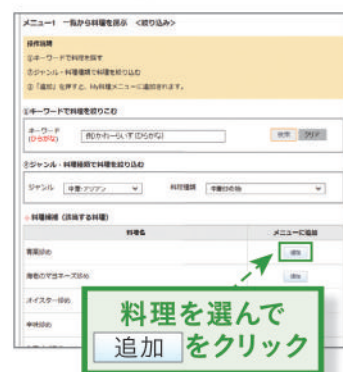 メニュー1 一覧から料理を表示 <絞り込み>
操作説明
①キーワードで料理を探す
②ジャンル・料理種類で料理を絞り込む
③「追加」を押すと、My料理メニューに追加されます。
①キーワードで料理を絞りこむ
キーワード
(ひらがな)
例)かれーらいす(ひらがな)
検索 クリア
②ジャンル・料理種類で料理を絞り込む
ジャンル 中華・アジアン 料理種類 中華炒め物
料理候補 (該当する料理)
料理名 メニューに追加
青菜炒め 追加
海老のマヨネーズ炒め 追加
オイスター炒め
料理を選んで
追加 をクリック